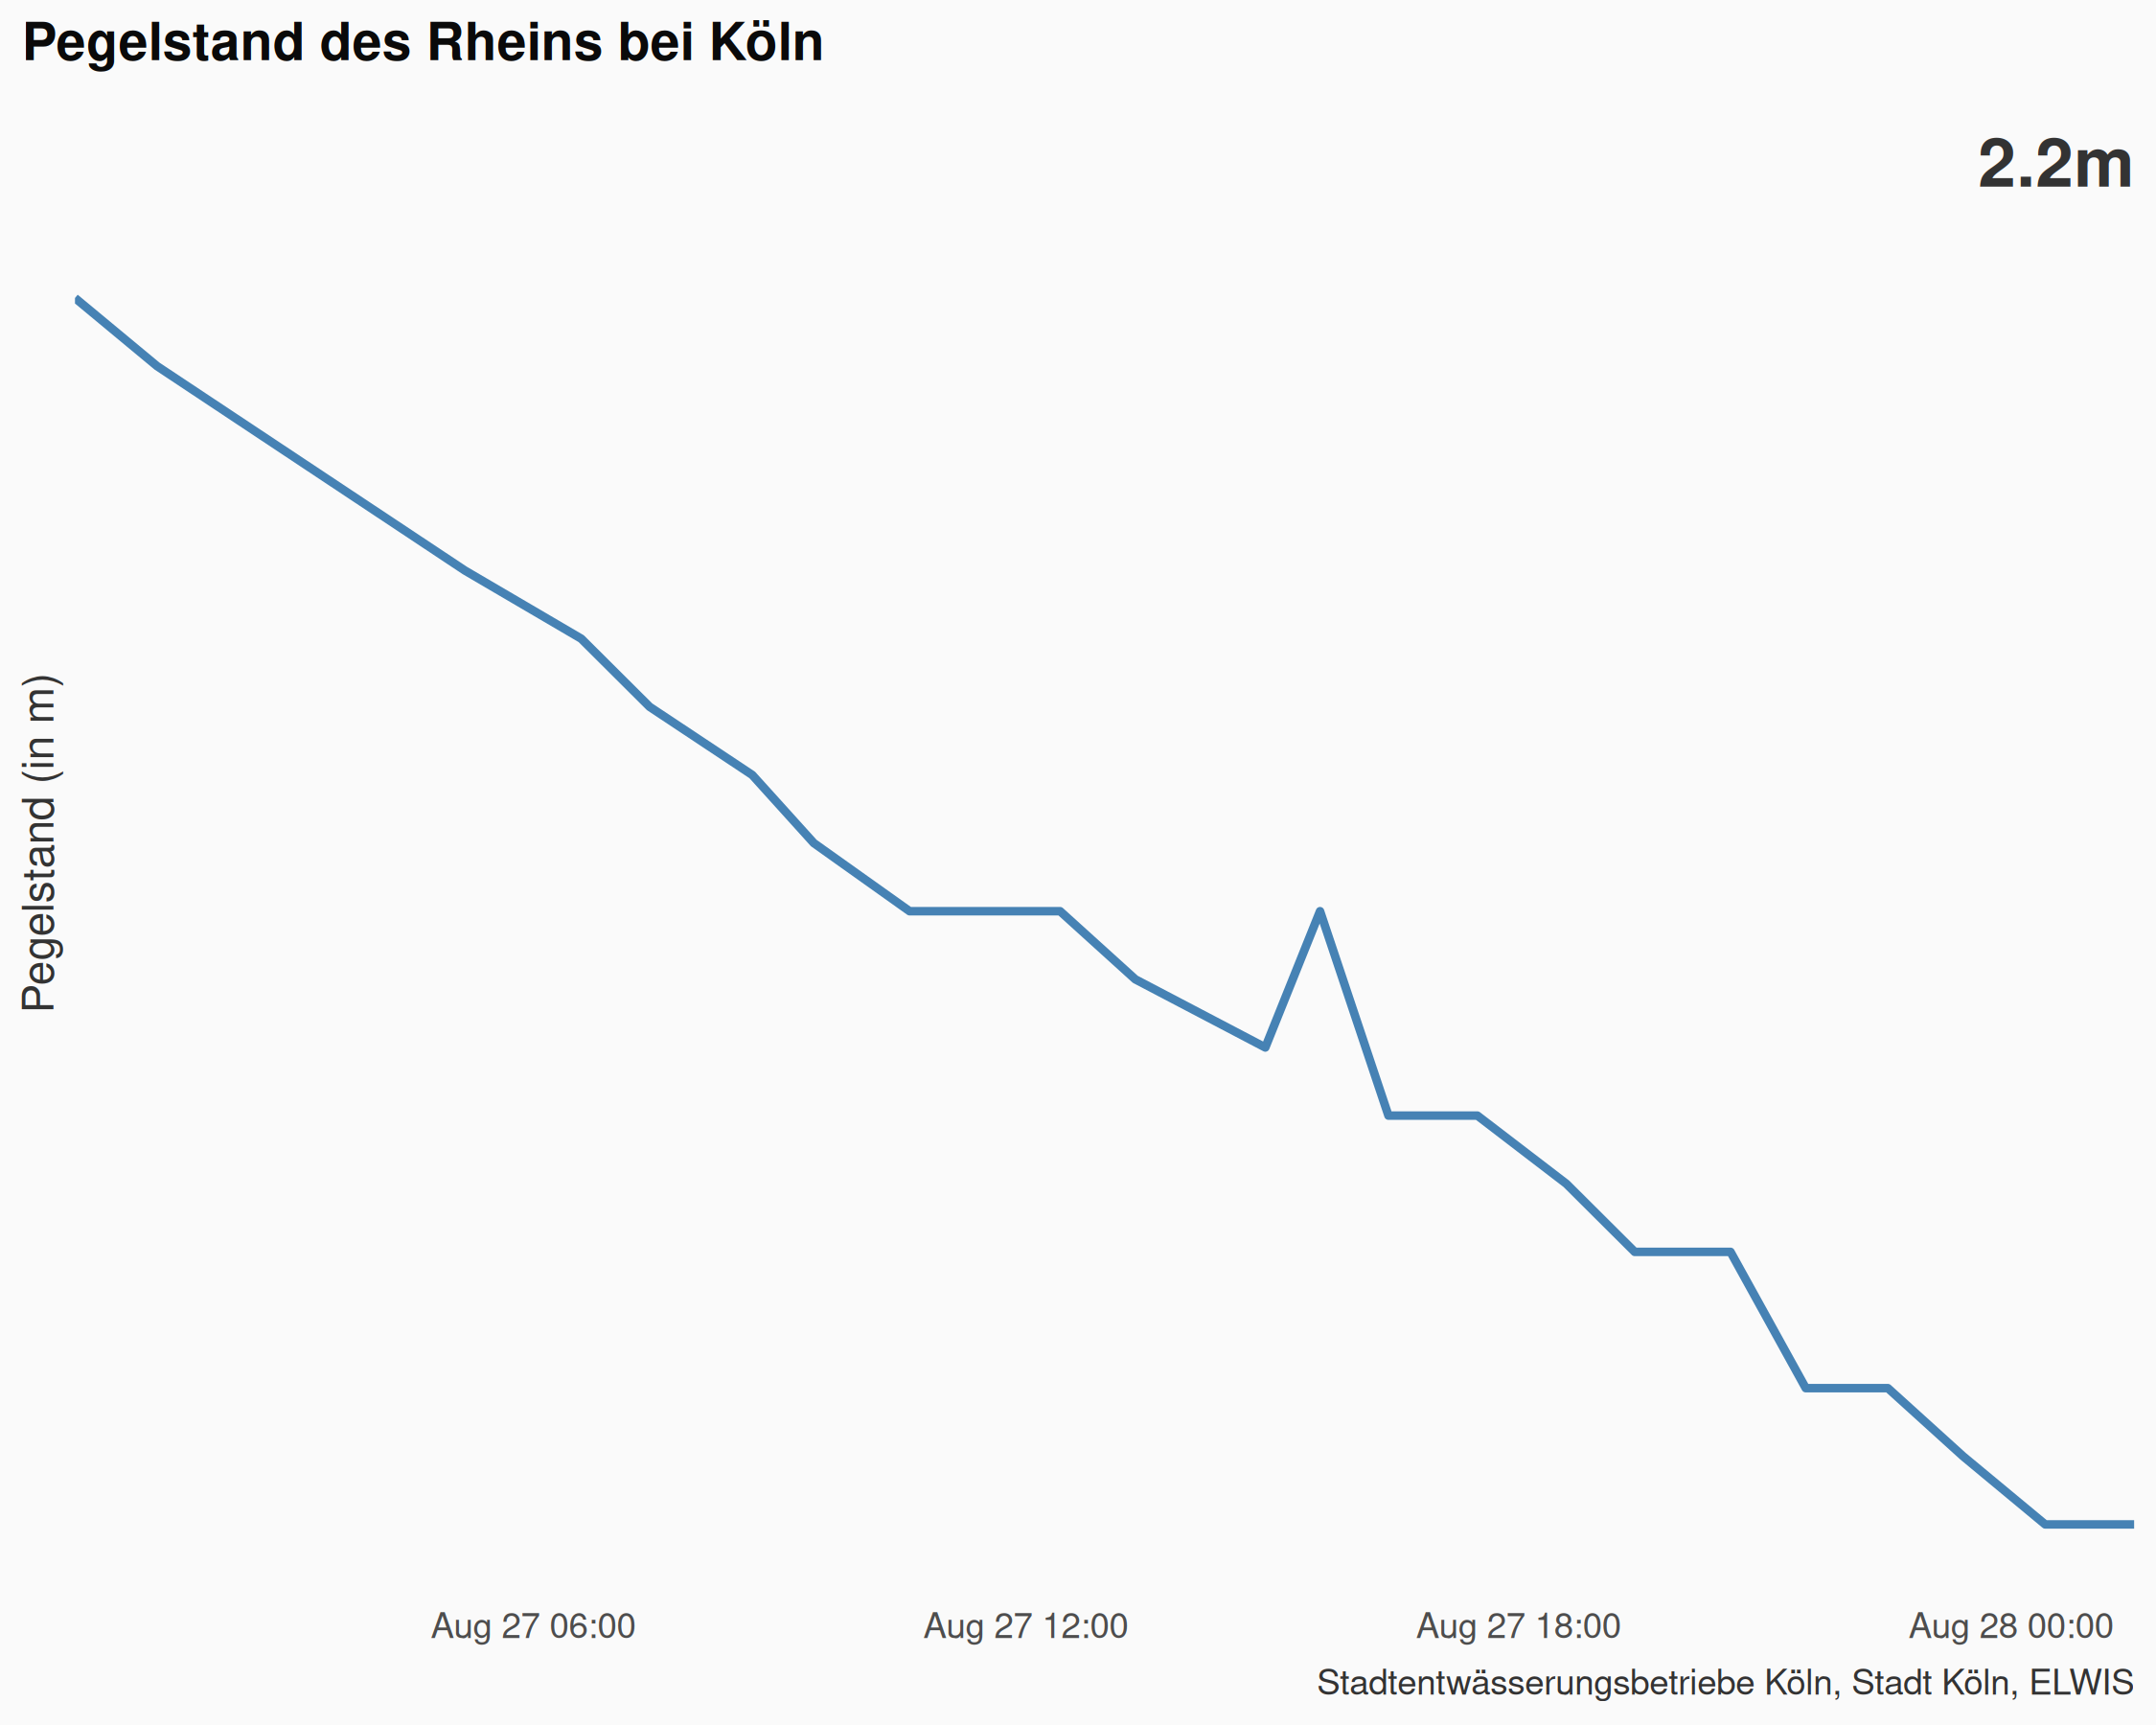 Pegelstand des Rheins bei Köln
2.2m
Pegelstand (in m)
Aug 27 06:00 Aug 27 12:00 Aug 27 18:00 Aug 28 00:00
Stadtentwässerungsbetriebe Köln, Stadt Köln, ELWIS